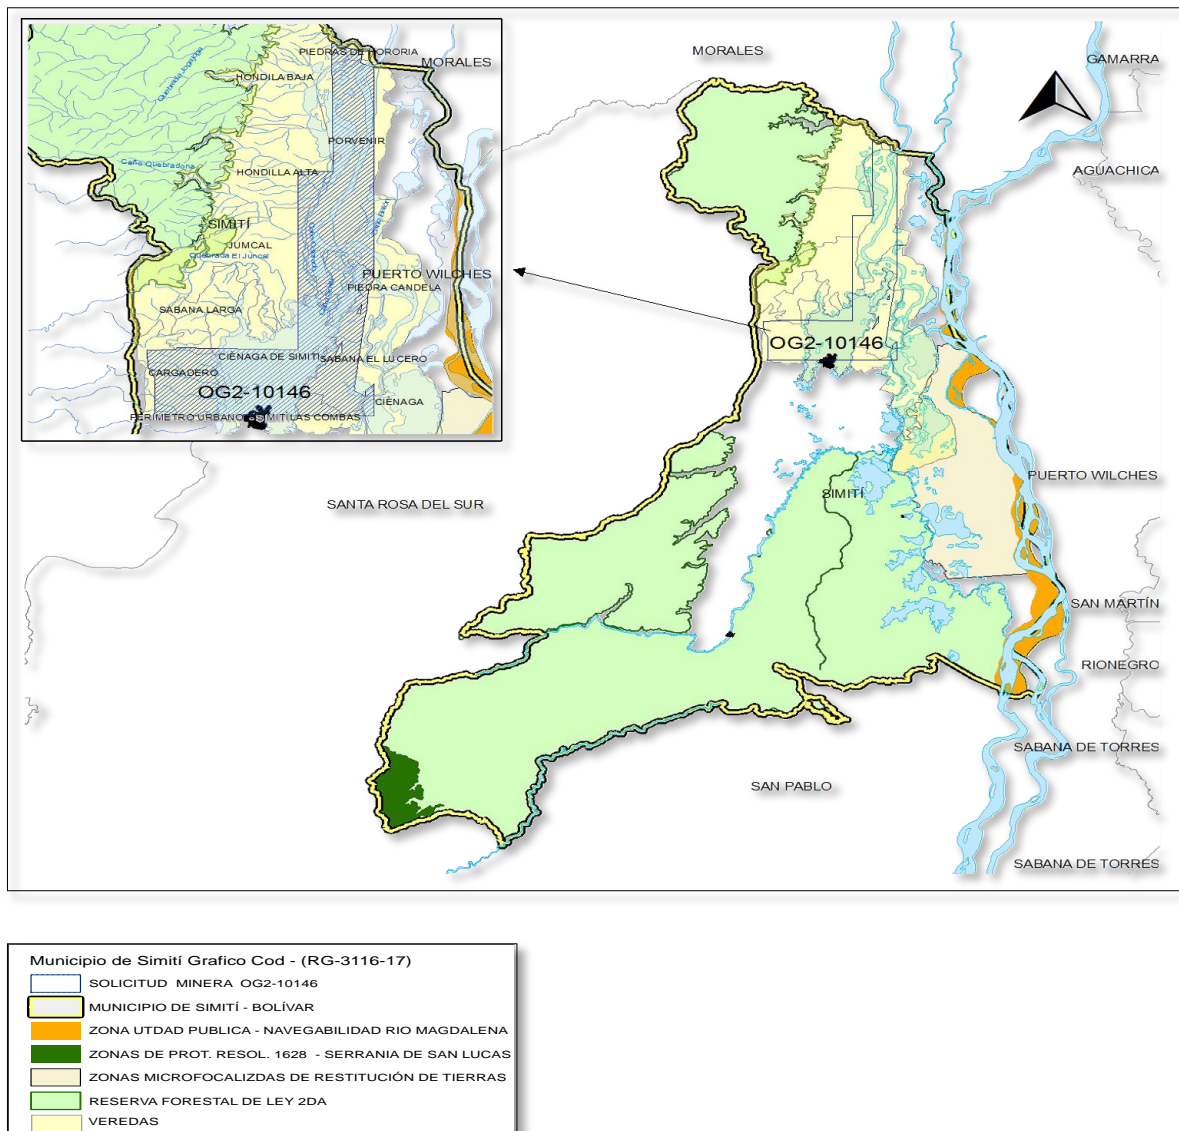 PIEDRAS DE PORORIA
MORALES
HONDILA BAJA
Quebrada Inanjuga
PORVENIR
Caño Quebradona
HONDILLA ALTA
SIMITÍ
JUMCAL
Quebrada El Juncal
PUERTO WILCHES
PIEDRA CANDELA
SABANA LARGA
CIÉNAGA DE SIMITI
SABANA EL LUCERO
CARGADERO
OG2-10146
CIÉNAGA
PERÍMETRO URBANO SIMITÍ LAS COMBAS
MORALES
GAMARRA
AGUACHICA
OG2-10146
PUERTO WILCHES
SIMITÍ
SANTA ROSA DEL SUR
SAN MARTÍN
RIONEGRO
SABANA DE TORRES
SAN PABLO
SABANA DE TORRES
Municipio de Simití Grafico Cod - (RG-3116-17)
SOLICITUD MINERA OG2-10146
MUNICIPIO DE SIMITÍ - BOLÍVAR
ZONA UTDAD PUBLICA - NAVEGABILIDAD RIO MAGDALENA
ZONAS DE PROT. RESOL. 1628 - SERRANIA DE SAN LUCAS
ZONAS MICROFOCALIZDAS DE RESTITUCIÓN DE TIERRAS
RESERVA FORESTAL DE LEY 2DA
VEREDAS